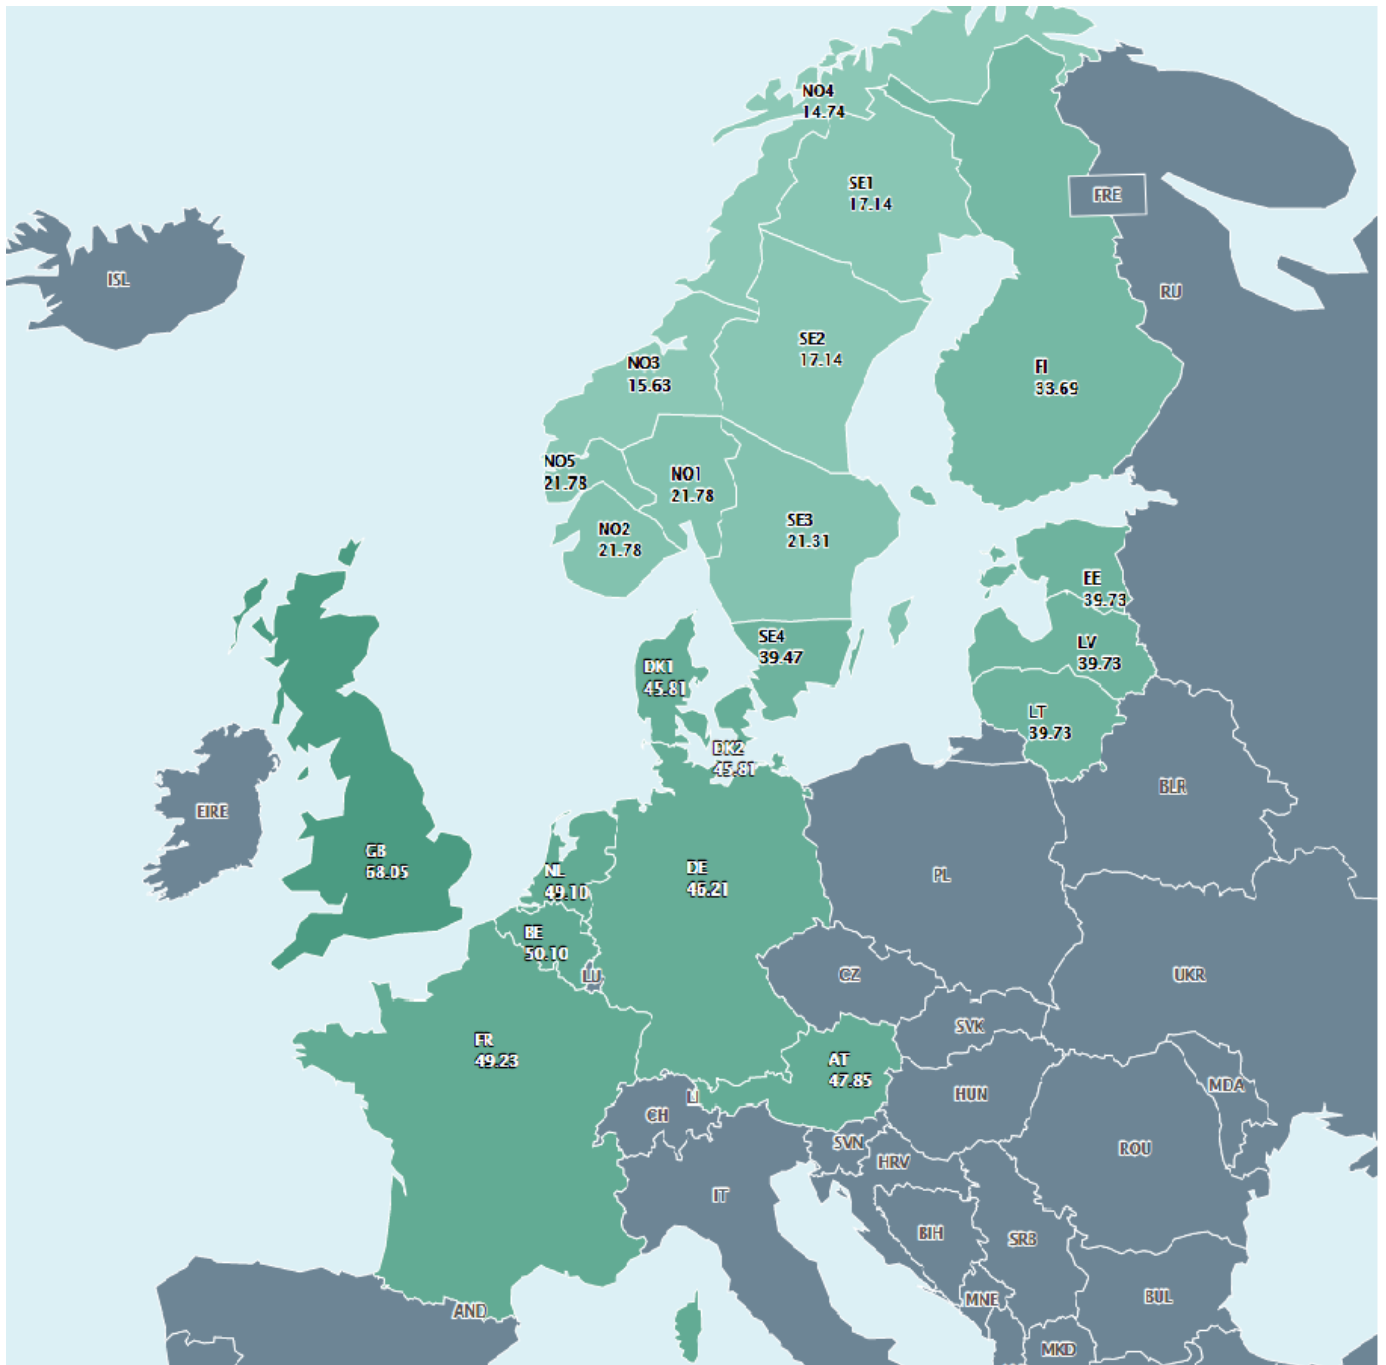 NO4
14.74
SE1
17.14
FRE
ISL
RU
SE2
17.14
NO3
15.63
FI
33.69
NO5
21.78
NO1
21.78
NO2
21.78
SE3
21.31
EE
39.73
SE4
39.47
LV
39.73
DK1
45.81
LT
39.73
DK2
45.81
BLR
EIRE
GB
68.05
NL
49.10
DE
46.21
PL
BE
50.10
LU
CZ
UKR
SVK
FR
49.23
AT
47.85
MDA
LI
HUN
CH
SVN
ROU
HRV
IT
BIH
SRB
MNE
BUL
AND
MKD